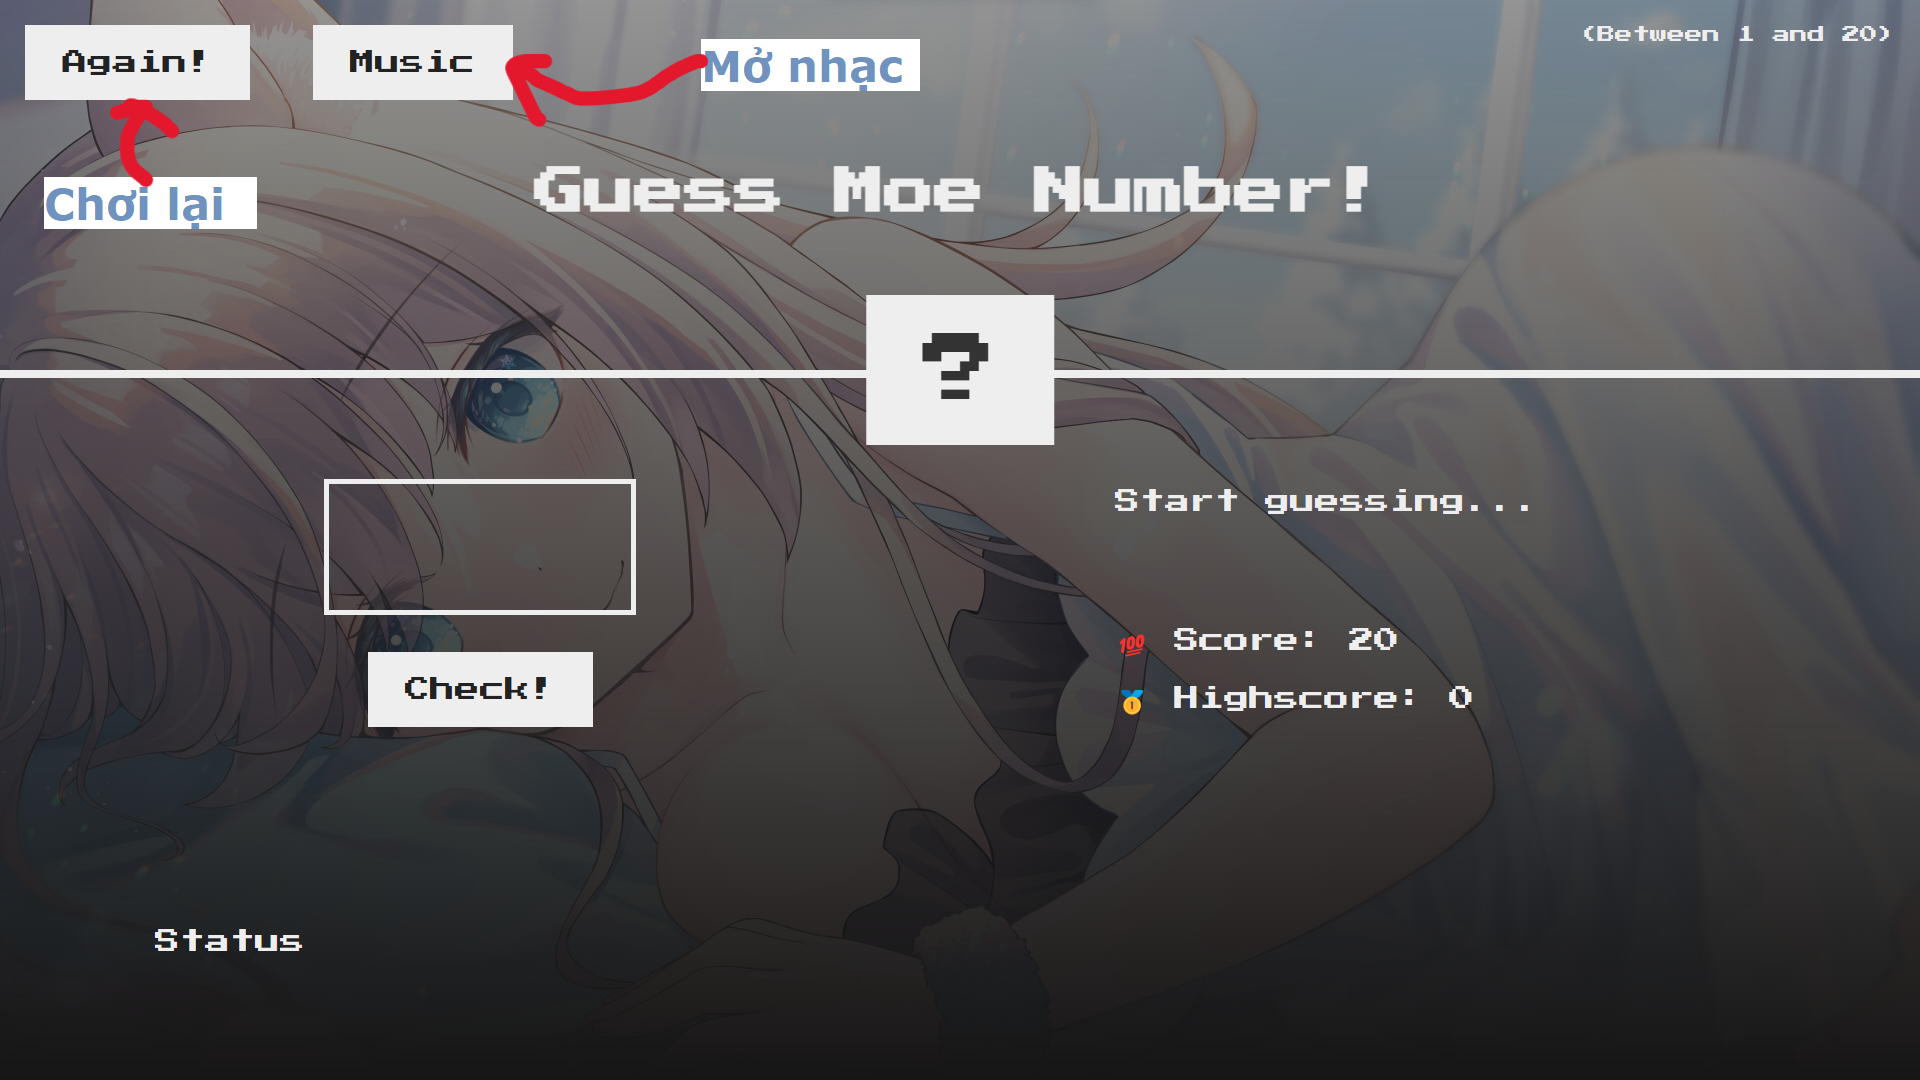 Again!
Music
Mở nhạc
(Between 1 and 20)
Chơi lại
Guess Moe Number!
?
Start guessing...
💯 Score: 20
Check!
🥇 Highscore: 0
Status